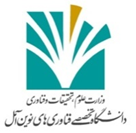 وزارت علوم، تحقیقات و فناوری
دانشگاه تخصصی فناوری های نوین آمل